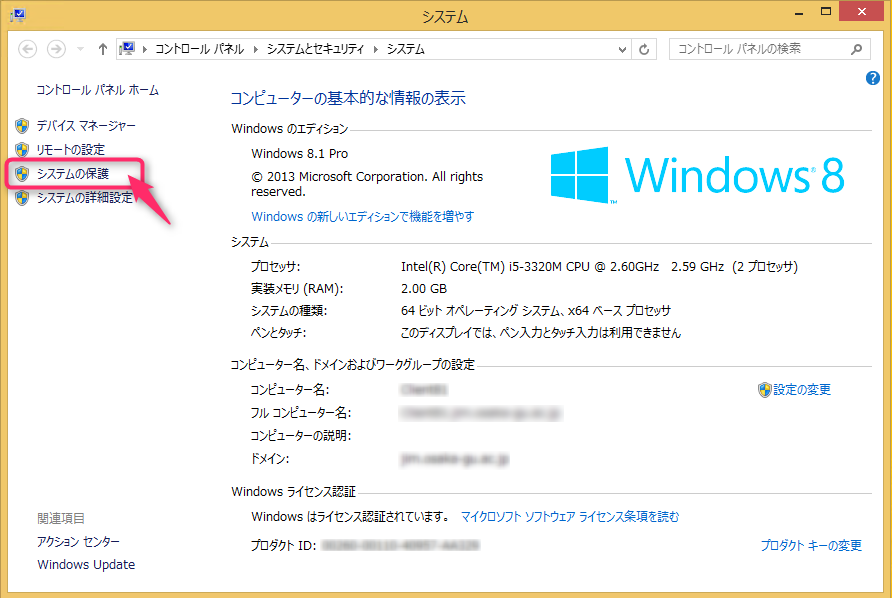 システム
コントロール パネル システムとセキュリティ システム
コントロール パネルの検索
コントロール パネル ホーム
デバイス マネージャー
リモートの設定
システムの保護
システムの詳細設定
コンピューターの基本的な情報の表示
Windows のエディション
Windows 8.1 Pro
© 2013 Microsoft Corporation. All rights
reserved.
Windows の新しいエディションで機能を増やす
Windows 8
システム
プロセッサ: Intel(R) Core(TM) i5-3320M CPU @ 2.60GHz 2.59 GHz (2 プロセッサ)
実装メモリ (RAM): 2.00 GB
システムの種類: 64 ビット オペレーティング システム、x64 ベース プロセッサ
ペンとタッチ: このディスプレイでは、ペン入力とタッチ入力は利用できません
コンピューター名、ドメインおよびワークグループの設定
コンピューター名:
設定の変更
フル コンピューター名:
コンピューターの説明:
ドメイン:
Windows ライセンス認証
Windows はライセンス認証されています。 マイクロソフト ソフトウェア ライセンス条項を読む
プロダクト ID:
プロダクト キーの変更
関連項目
アクション センター
Windows Update